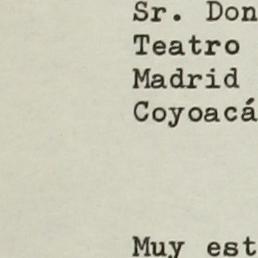 Sr. Don
Teatro
Madrid
Coyoacá
Muy est